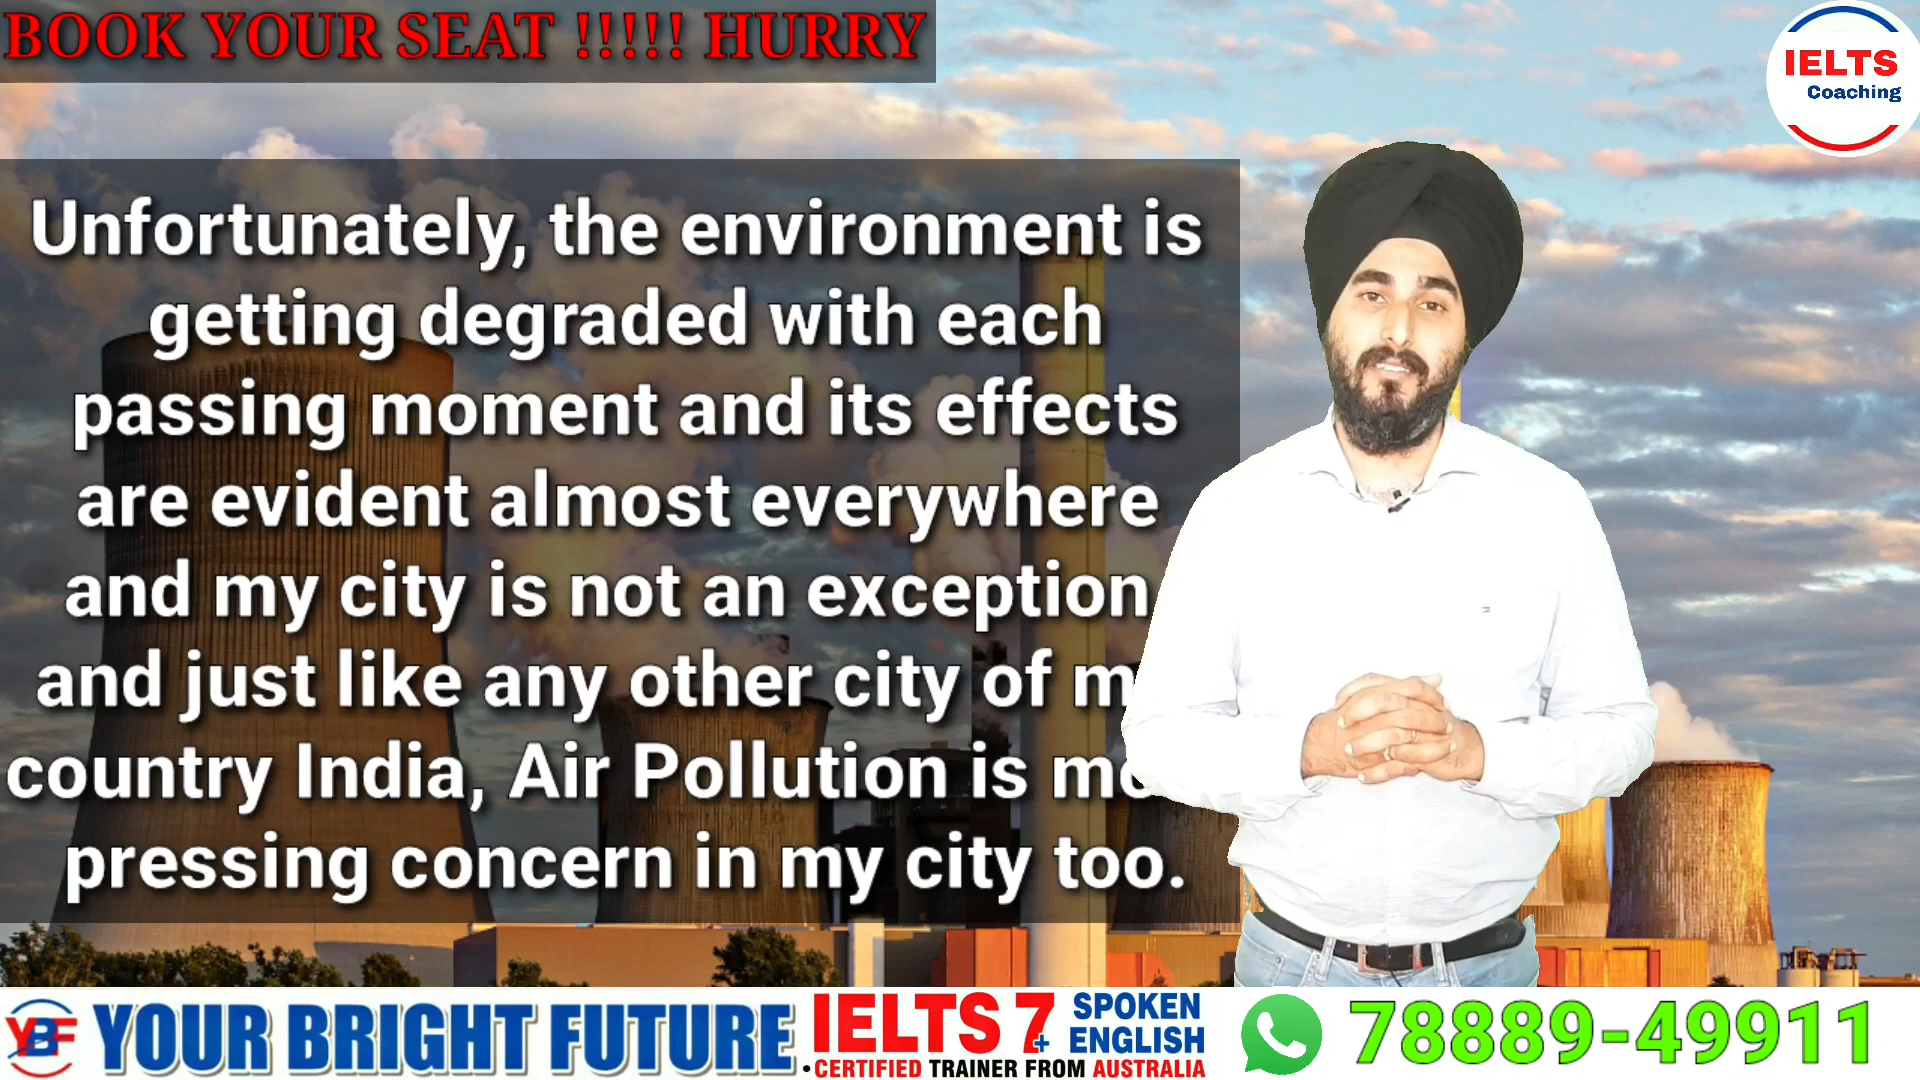 BOOK YOUR SEAT !!!!! HURRY
IELTS
Coaching
Unfortunately, the environment is
getting degraded with each
passing moment and its effects
are evident almost everywhere
and my city is not an exception
and just like any other city of
country India, Air Pollution is
pressing concern in my city too.
YBF YOUR BRIGHT FUTURE
IELTS 7+
SPOKEN
ENGLISH
•CERTIFIED TRAINER FROM AUSTRALIA
78889-49911